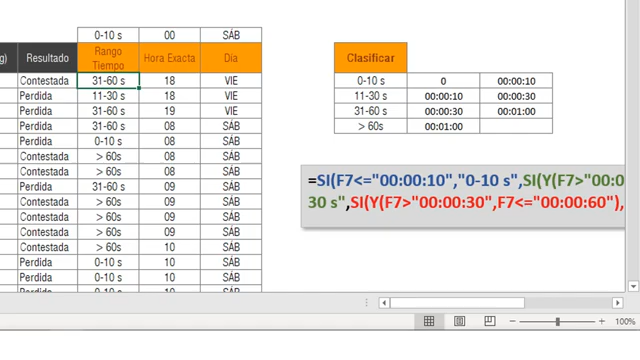 0-10 s 00 SÁB
g) Resultado Rango Tiempo Hora Exacta Día
Contestada 31-60 s 18 VIE
Perdida 11-30 s 18 VIE
Perdida 31-60 s 19 VIE
Perdida 31-60 s 08 SÁB
Perdida 0-10 s 08 SÁB
Contestada > 60s 08 SÁB
Contestada > 60s 08 SÁB
Perdida 31-60 s 09 SÁB
Contestada > 60s 09 SÁB
Contestada > 60s 09 SÁB
Contestada > 60s 09 SÁB
Contestada > 60s 10 SÁB
Perdida 0-10 s 10 SÁB
Perdida 0-10 s 10 SÁB
Perdida 0-10 s 10 SÁB
Clasificar
0-10 s 0 00:00:10
11-30 s 00:00:10 00:00:30
31-60 s 00:00:30 00:01:00
> 60s 00:01:00
=SI(F7<="00:00:10","0-10 s",SI(Y(F7>"00:0
30 s",SI(Y(F7>"00:00:30",F7<="00:00:60"),
100%